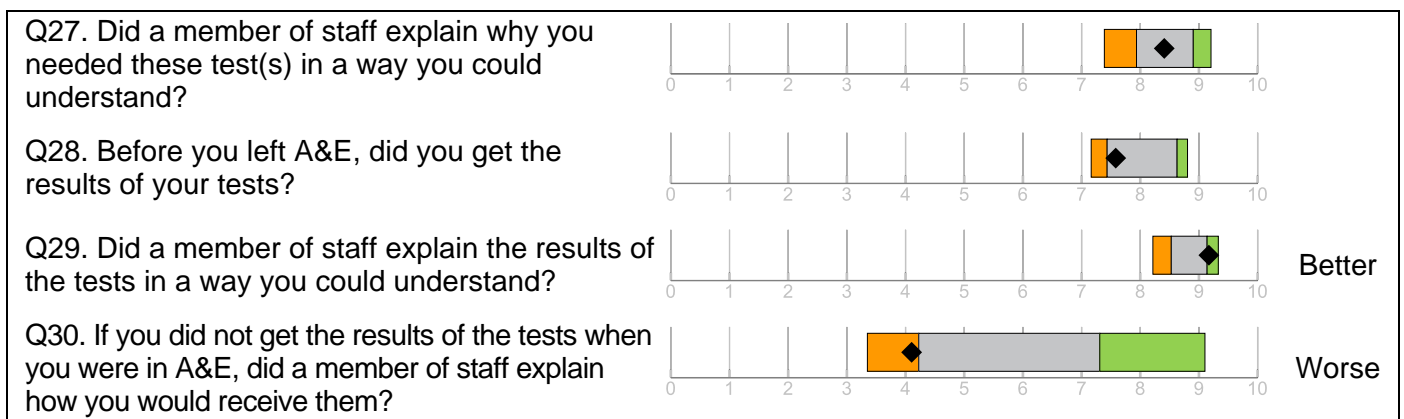 Q27. Did a member of staff explain why you
needed these test(s) in a way you could
understand?
0 1 2 3 4 5 6 7 8 9 10
Q28. Before you left A&E, did you get the
results of your tests?
0 1 2 3 4 5 6 7 8 9 10
Q29. Did a member of staff explain the results of
the tests in a way you could understand?
0 1 2 3 4 5 6 7 8 9 10
Better
Q30. If you did not get the results of the tests when
you were in A&E, did a member of staff explain
how you would receive them?
0 1 2 3 4 5 6 7 8 9 10
Worse